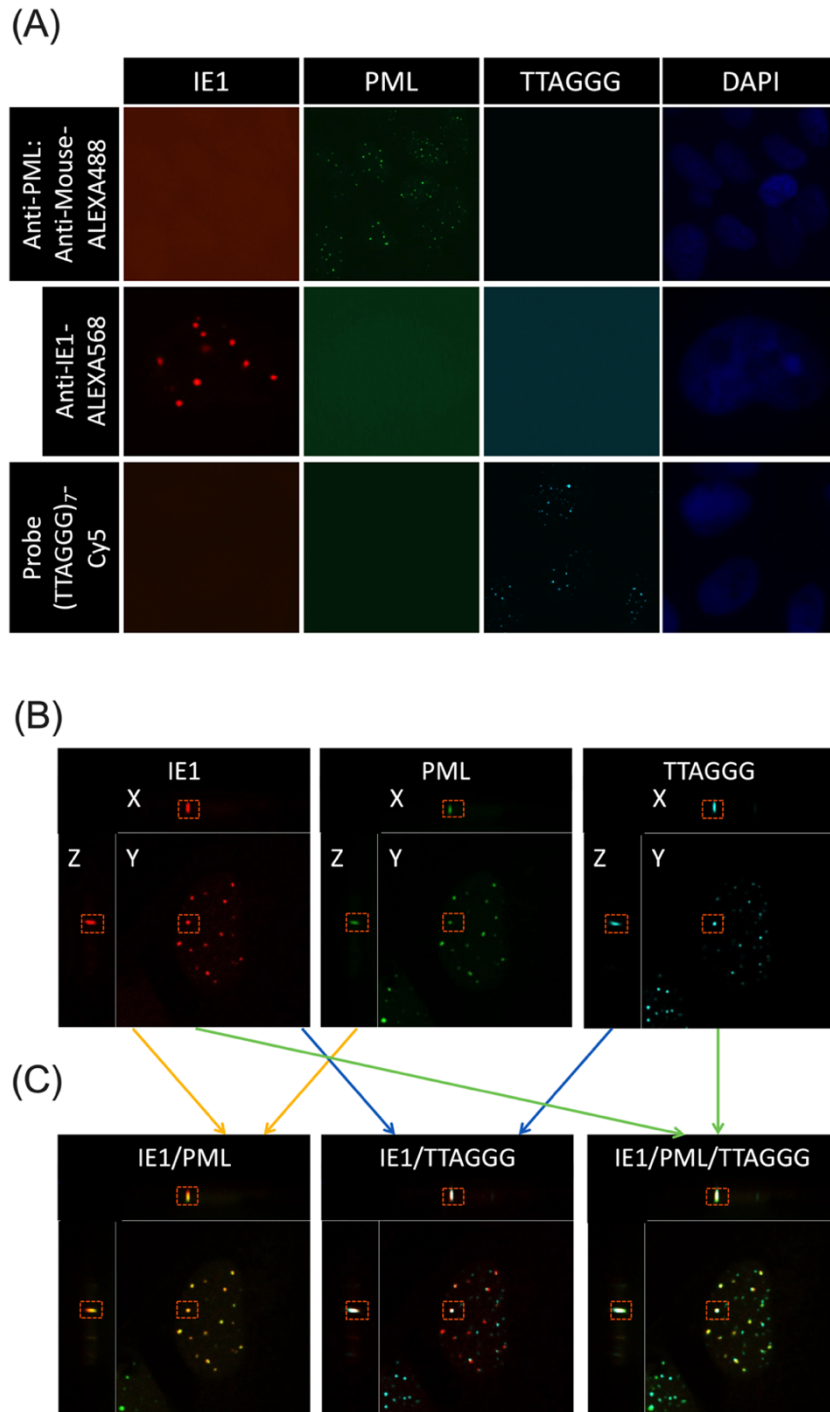 (A)
IE1
PML
TTAGGG
DAPI
Anti-PML:
Anti-Mouse-
ALEXA488
Anti-IE1-
ALEXA568
Probe
(TTAGGG)₇-
Cy5
(B)
IE1
X
Z
Y
PML
X
Z
Y
TTAGGG
X
Z
Y
(C)
IE1/PML
IE1/TTAGGG
IE1/PML/TTAGGG